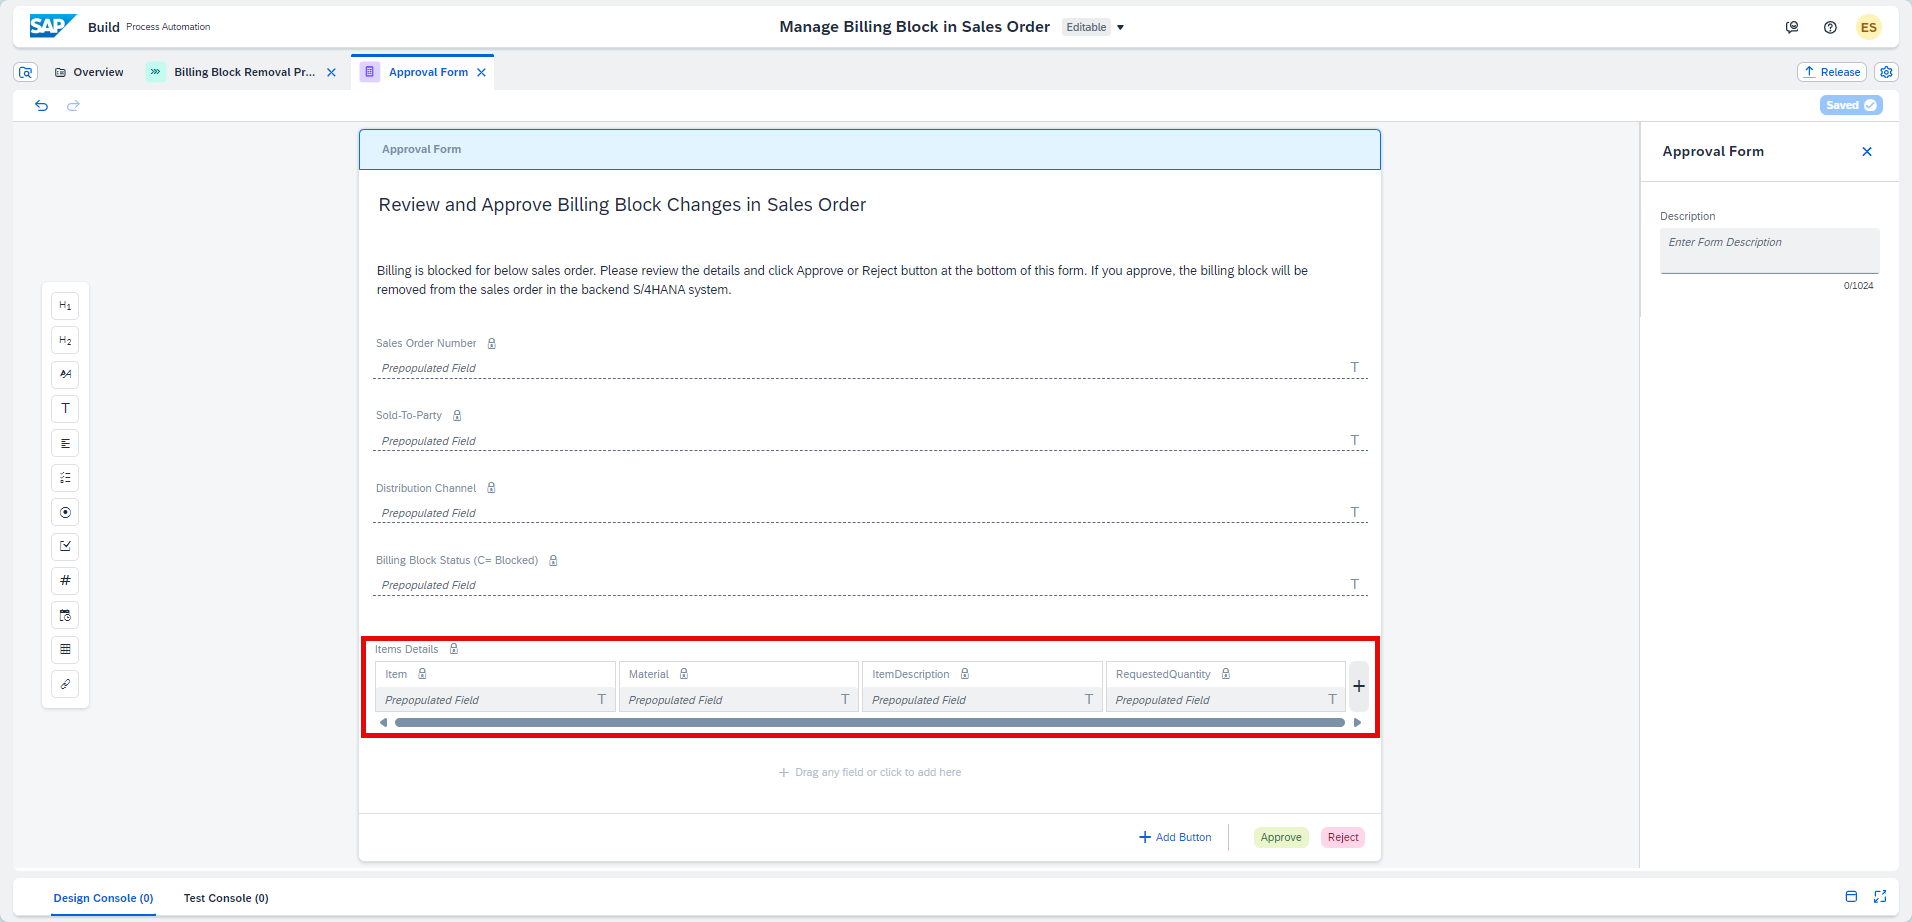 SAP Build Process Automation
Manage Billing Block in Sales Order Editable
ES
Overview
Billing Block Removal Pr...
Approval Form
Release
Saved
Approval Form
Review and Approve Billing Block Changes in Sales Order
Billing is blocked for below sales order. Please review the details and click Approve or Reject button at the bottom of this form. If you approve, the billing block will be
removed from the sales order in the backend S/4HANA system.
Sales Order Number
Prepopulated Field T
Sold-To-Party
Prepopulated Field T
Distribution Channel
Prepopulated Field T
Billing Block Status (C= Blocked)
Prepopulated Field T
Items Details
Item Material ItemDescription RequestedQuantity
Prepopulated Field T Prepopulated Field T Prepopulated Field T Prepopulated Field T
+ Drag any field or click to add here
+ Add Button Approve Reject
H1
H2
AA
T
#
Approval Form
Description
Enter Form Description
0/1024
Design Console (0) Test Console (0)